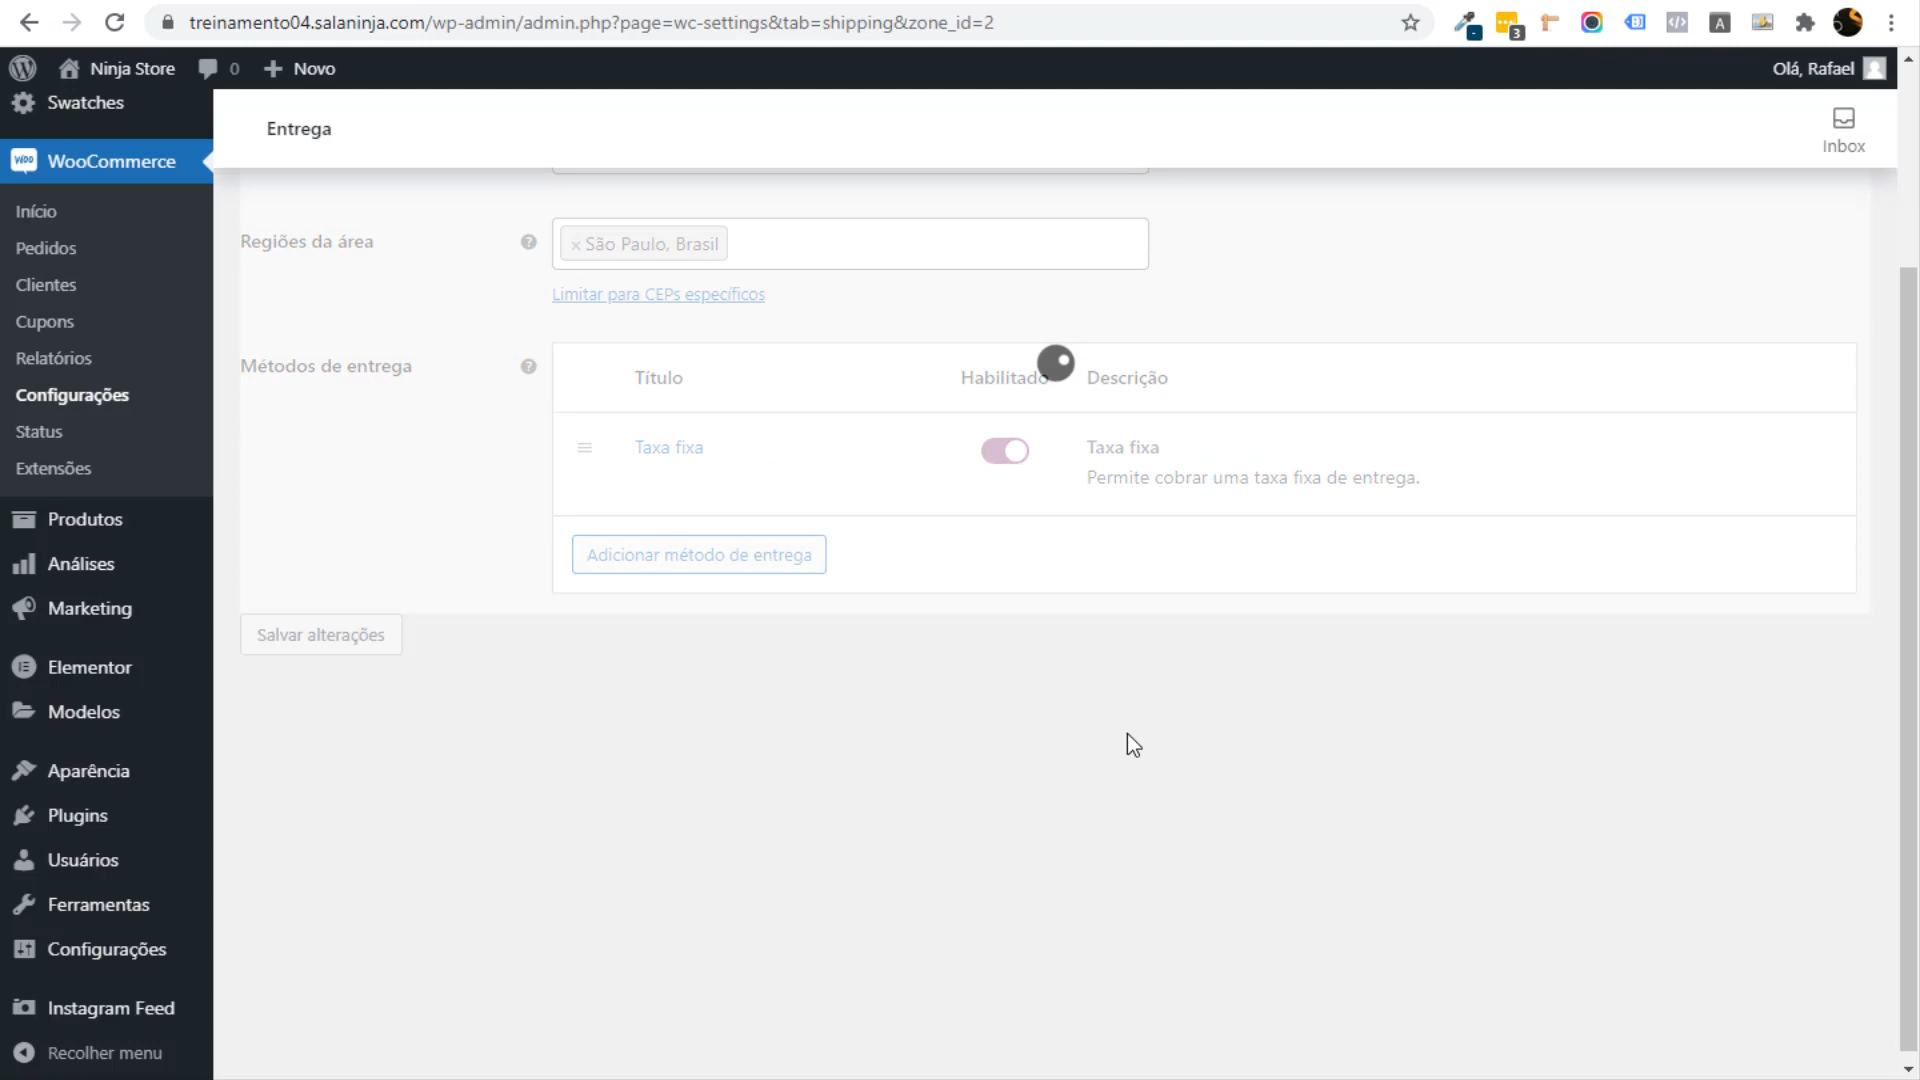 treinamento04.salaninja.com/wp-admin/admin.php?page=wc-settings&tab=shipping&zone_id=2
3
A
Ninja Store
0
Novo
Olá, Rafael
Swatches
WooCommerce
Início
Pedidos
Clientes
Cupons
Relatórios
Configurações
Status
Extensões
Produtos
Análises
Marketing
Elementor
Modelos
Aparência
Plugins
Usuários
Ferramentas
Configurações
Instagram Feed
Recolher menu
Entrega
Inbox
Regiões da área
× São Paulo, Brasil
Limitar para CEPs específicos
Métodos de entrega
Título
Habilitado
Descrição
Taxa fixa
Taxa fixa
Permite cobrar uma taxa fixa de entrega.
Adicionar método de entrega
Salvar alterações